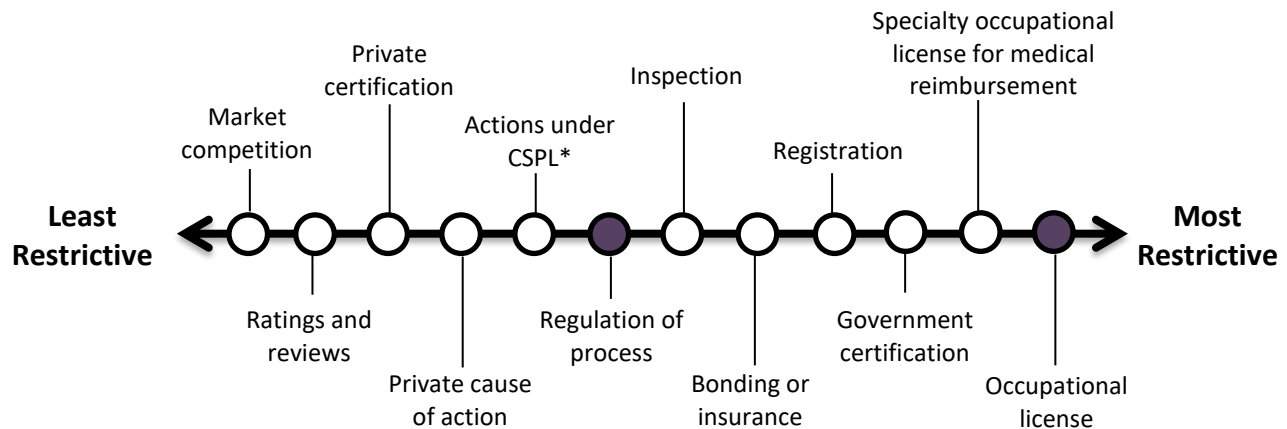 Specialty occupational
license for medical
reimbursement
Private
certification
Inspection
Market
competition
Actions under
CSPL*
Registration
Least
Restrictive
Most
Restrictive
Ratings and
reviews
Regulation of
process
Government
certification
Private cause
of action
Bonding or
insurance
Occupational
license